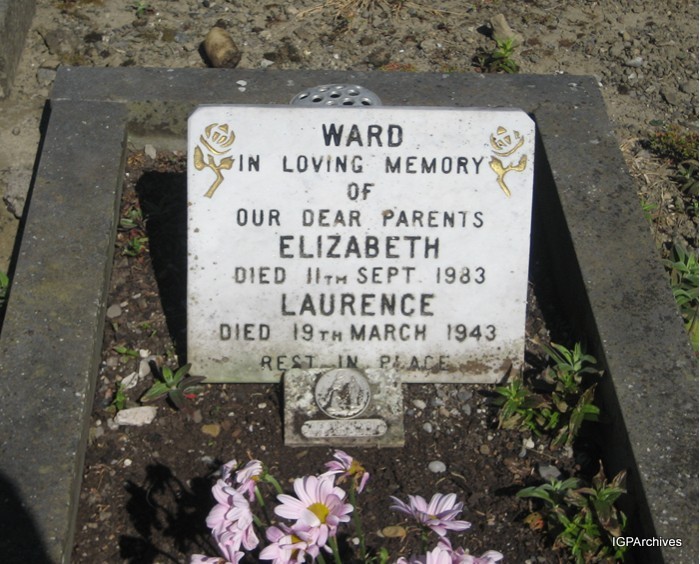 WARD
IN LOVING MEMORY
OF
OUR DEAR PARENTS
ELIZABETH
DIED 11TH SEPT. 1983
LAURENCE
DIED 19TH MARCH 1943
REST IN PEACE
IGPArchives